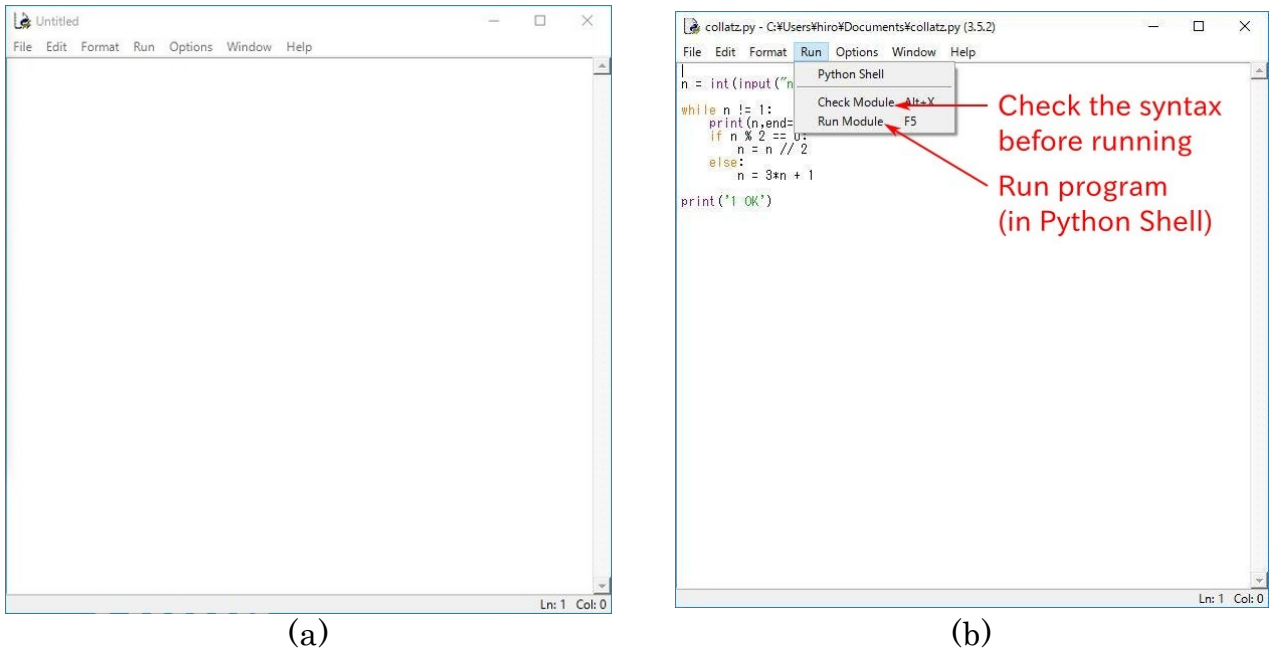 Untitled
File Edit Format Run Options Window Help
Ln: 1 Col: 0
(a)
collatz.py - C:¥Users¥hiro¥Documents¥collatz.py (3.5.2)
File Edit Format Run Options Window Help
Python Shell
Check Module Alt+X
Run Module F5
n = int(input("n
while n != 1:
print(n,end=
if n % 2 == 0:
n = n // 2
else:
n = 3*n + 1
print('1 OK')
Check the syntax
before running
Run program
(in Python Shell)
Ln: 1 Col: 0
(b)